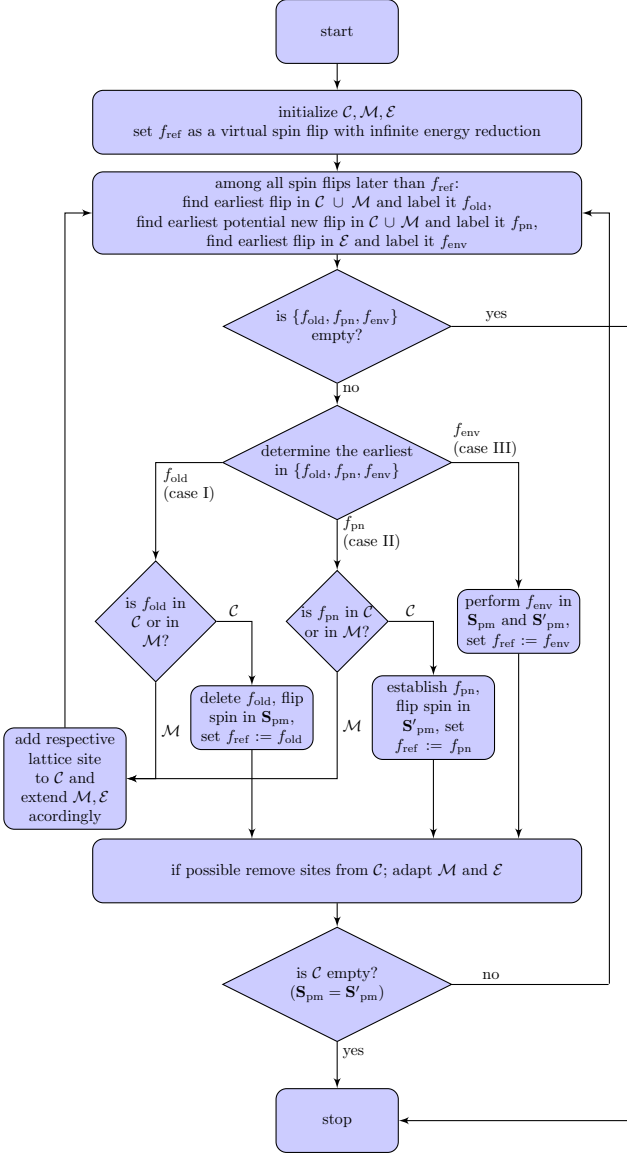 start
initialize 𝒞, ℳ, ℰ
set f_ref as a virtual spin flip with infinite energy reduction
among all spin flips later than f_ref:
find earliest flip in 𝒞 ∪ ℳ and label it f_old,
find earliest potential new flip in 𝒞 ∪ ℳ and label it f_pn,
find earliest flip in ℰ and label it f_env
is {f_old, f_pn, f_env}
empty?
yes
no
determine the earliest
in {f_old, f_pn, f_env}
f_env
(case III)
f_old
(case I)
f_pn
(case II)
is f_old in
𝒞 or in
ℳ?
𝒞
is f_pn in 𝒞
or in ℳ?
𝒞
perform f_env in
S_pm and S'_pm,
set f_ref := f_env
delete f_old, flip
spin in S_pm,
set f_ref := f_old
establish f_pn,
flip spin in
S'_pm, set
f_ref := f_pn
ℳ
ℳ
add respective
lattice site
to 𝒞 and
extend ℳ, ℰ
acordingly
if possible remove sites from 𝒞; adapt ℳ and ℰ
is 𝒞 empty?
(S_pm = S'_pm)
no
yes
stop